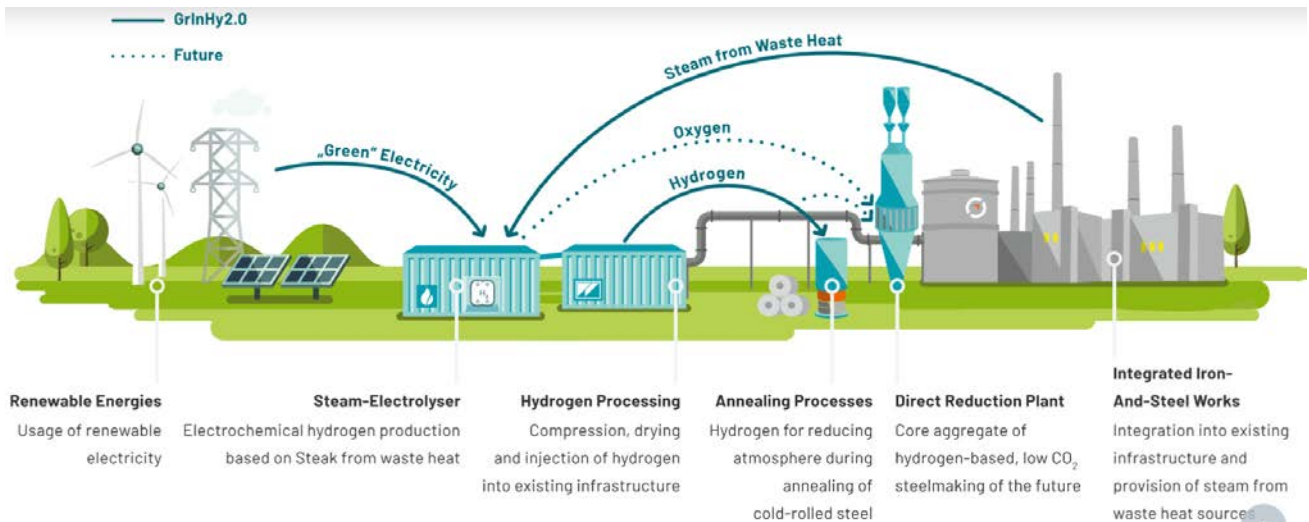 GrInHy2.0
Future
Steam from Waste Heat
Oxygen
„Green“ Electricity
Hydrogen
H₂
Renewable Energies
Usage of renewable
electricity
Steam-Electrolyser
Electrochemical hydrogen production
based on Steak from waste heat
Hydrogen Processing
Compression, drying
and injection of hydrogen
into existing infrastructure
Annealing Processes
Hydrogen for reducing
atmosphere during
annealing of
cold-rolled steel
Direct Reduction Plant
Core aggregate of
hydrogen-based, low CO₂
steelmaking of the future
Integrated Iron-
And-Steel Works
Integration into existing
infrastructure and
provision of steam from
waste heat sources